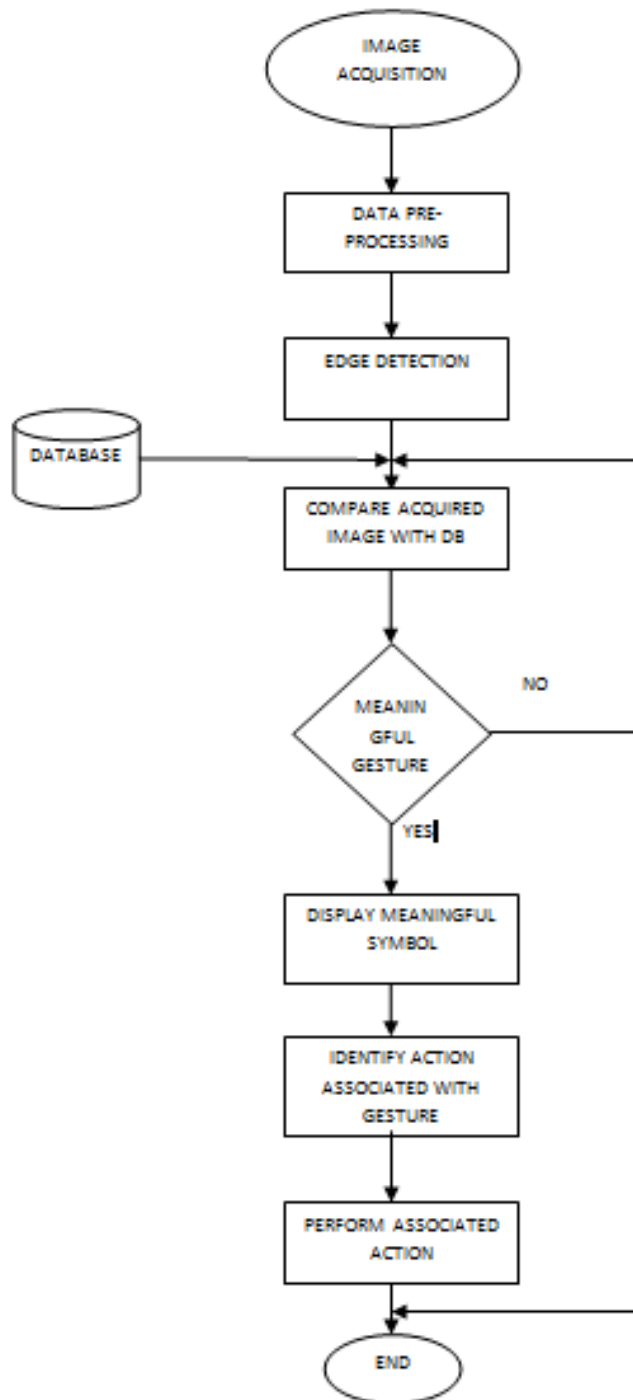 IMAGE
ACQUISITION
DATA PRE-
PROCESSING
EDGE DETECTION
DATABASE
COMPARE ACQUIRED
IMAGE WITH DB
NO
MEANIN
GFUL
GESTURE
YES
DISPLAY MEANINGFUL
SYMBOL
IDENTIFY ACTION
ASSOCIATED WITH
GESTURE
PERFORM ASSOCIATED
ACTION
END